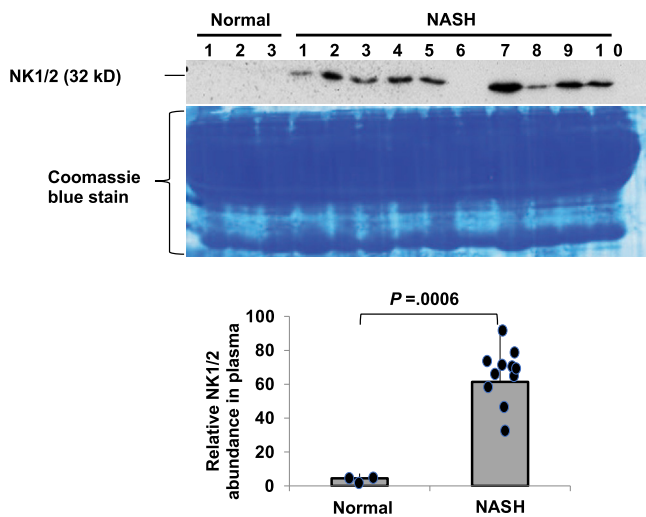 Normal NASH
1 2 3 1 2 3 4 5 6 7 8 9 1 0
NK1/2 (32 kD)
Coomassie
blue stain
P =.0006
Relative NK1/2
abundance in plasma
100
80
60
40
20
0
Normal NASH